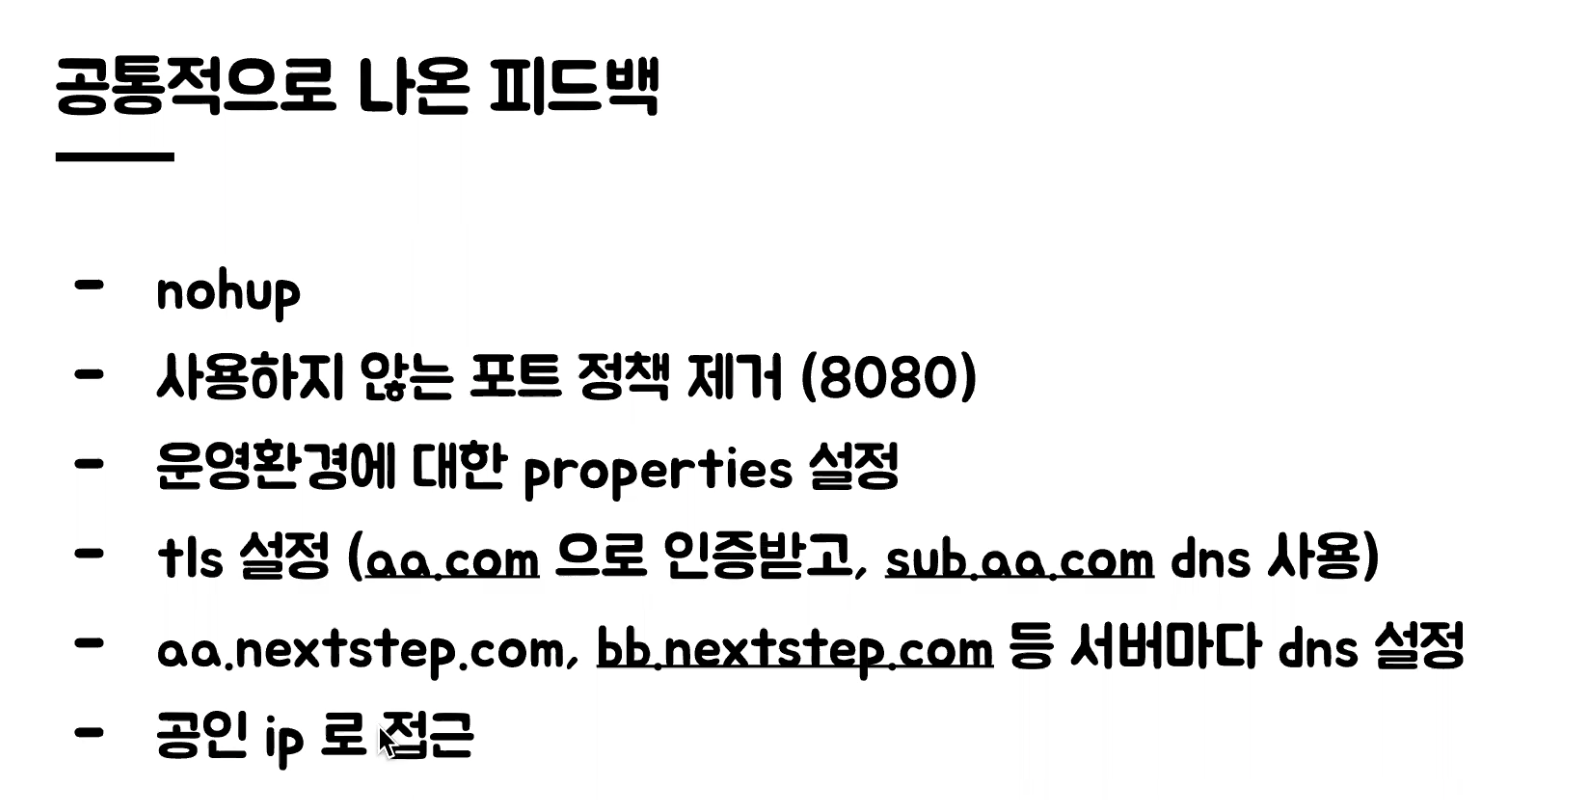 공통적으로 나온 피드백
- nohup
- 사용하지 않는 포트 정책 제거 (8080)
- 운영환경에 대한 properties 설정
- tls 설정 (aa.com 으로 인증받고, sub.aa.com dns 사용)
- aa.nextstep.com, bb.nextstep.com 등 서버마다 dns 설정
- 공인 ip 로 접근